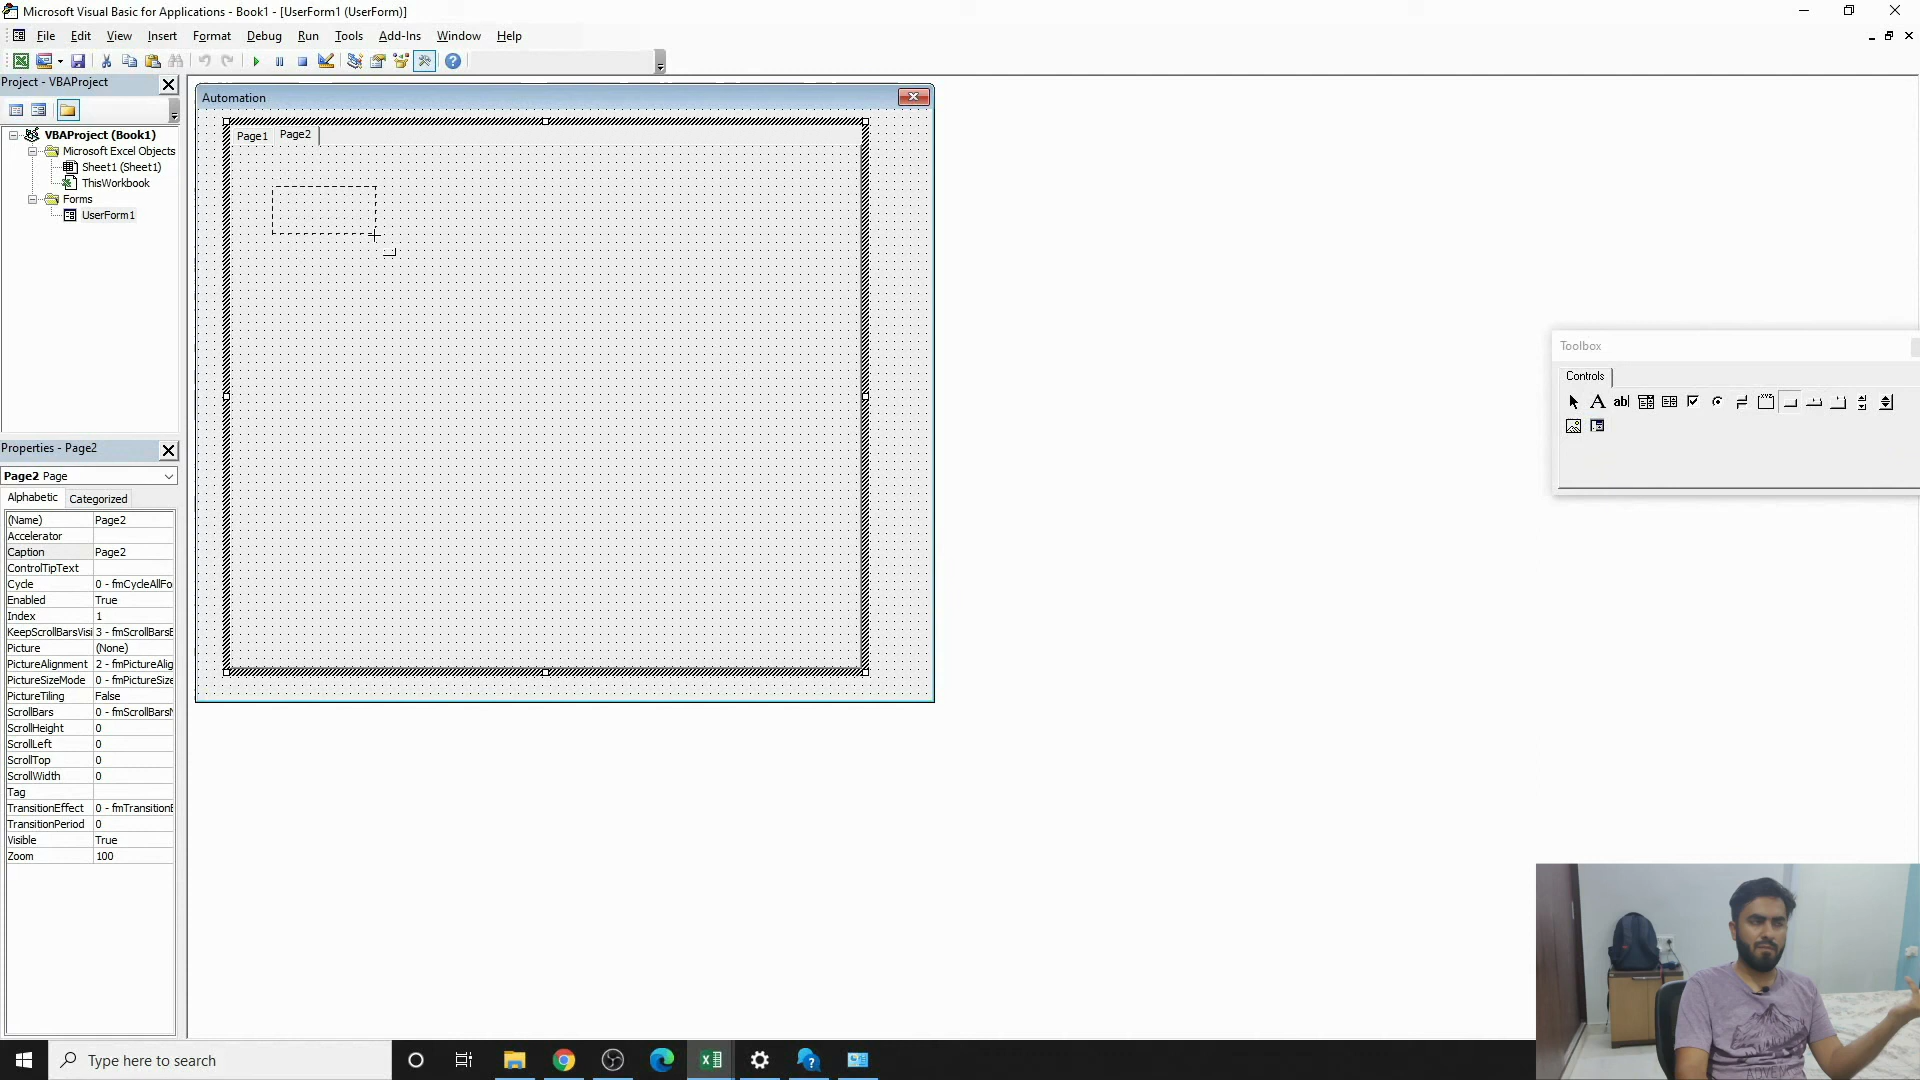 Microsoft Visual Basic for Applications - Book1 - [UserForm1 (UserForm)]
File Edit View Insert Format Debug Run Tools Add-Ins Window Help
Project - VBAProject
VBAProject (Book1)
Microsoft Excel Objects
Sheet1 (Sheet1)
ThisWorkbook
Forms
UserForm1
Automation
Page1 Page2
Toolbox
Controls
A abl
Properties - Page2
Page2 Page
Alphabetic Categorized
(Name) Page2
Accelerator
Caption Page2
ControlTipText
Cycle 0 - fmCycleAllFo
Enabled True
Index 1
KeepScrollBarsVisi 3 - fmScrollBarsB
Picture (None)
PictureAlignment 2 - fmPictureAlig
PictureSizeMode 0 - fmPictureSize
PictureTiling False
ScrollBars 0 - fmScrollBarsN
ScrollHeight 0
ScrollLeft 0
ScrollTop 0
ScrollWidth 0
Tag
TransitionEffect 0 - fmTransitionE
TransitionPeriod 0
Visible True
Zoom 100
Type here to search